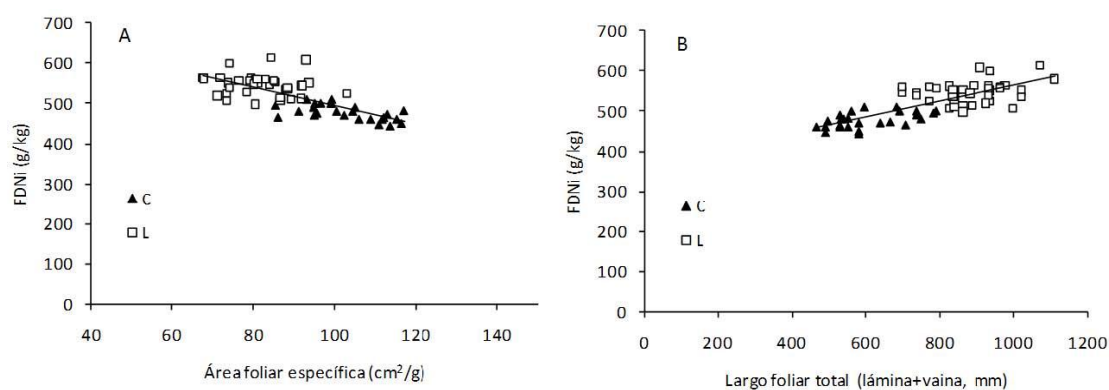 A
FDNi (g/kg)
700
600
500
400
300
200
100
0
C
L
40 60 80 100 120 140
Área foliar específica (cm²/g)
B
FDNi (g/kg)
700
600
500
400
300
200
100
0
C
L
0 200 400 600 800 1000 1200
Largo foliar total (lámina+vaina, mm)